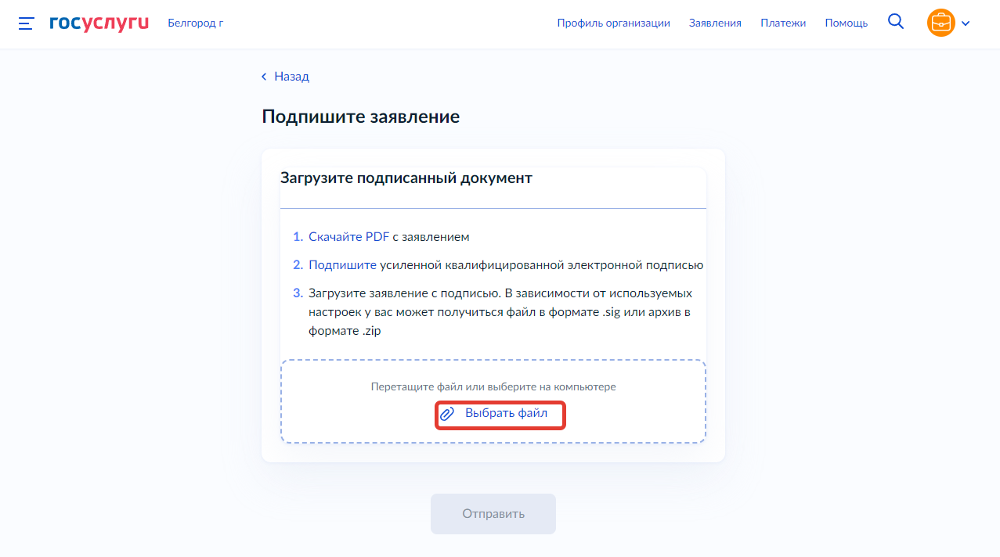 госуслуги Белгород г Профиль организации Заявления Платежи Помощь
Назад
Подпишите заявление
Загрузите подписанный документ
1. Скачайте PDF с заявлением
2. Подпишите усиленной квалифицированной электронной подписью
3. Загрузите заявление с подписью. В зависимости от используемых
настроек у вас может получиться файл в формате .sig или архив в
формате .zip
Перетащите файл или выберите на компьютере
Выбрать файл
Отправить